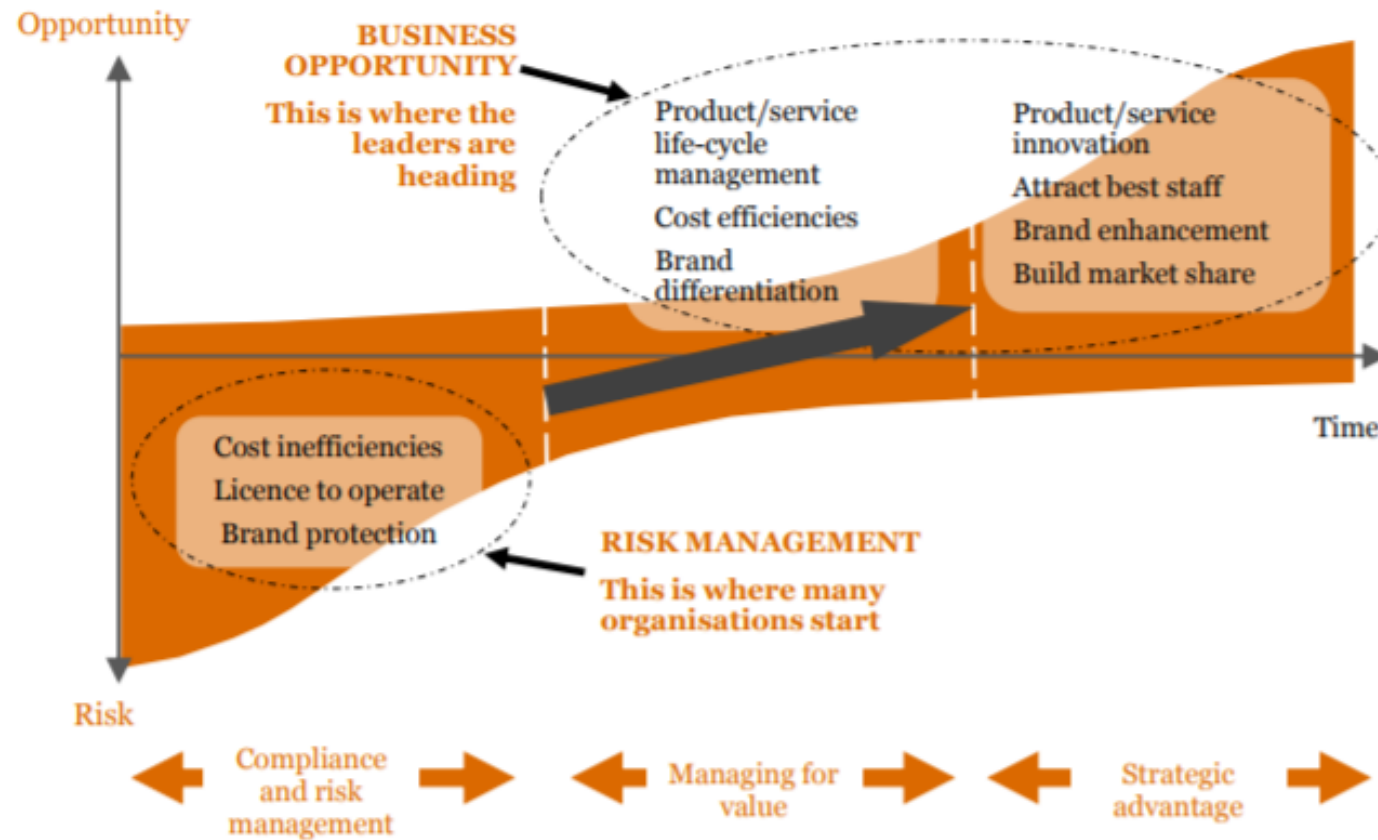 Opportunity
BUSINESS
OPPORTUNITY
This is where the
leaders are
heading
Product/service
life-cycle
management
Cost efficiencies
Brand
differentiation
Product/service
innovation
Attract best staff
Brand enhancement
Build market share
Time
Cost inefficiencies
Licence to operate
Brand protection
RISK MANAGEMENT
This is where many
organisations start
Risk
Compliance
and risk
management
Managing for
value
Strategic
advantage